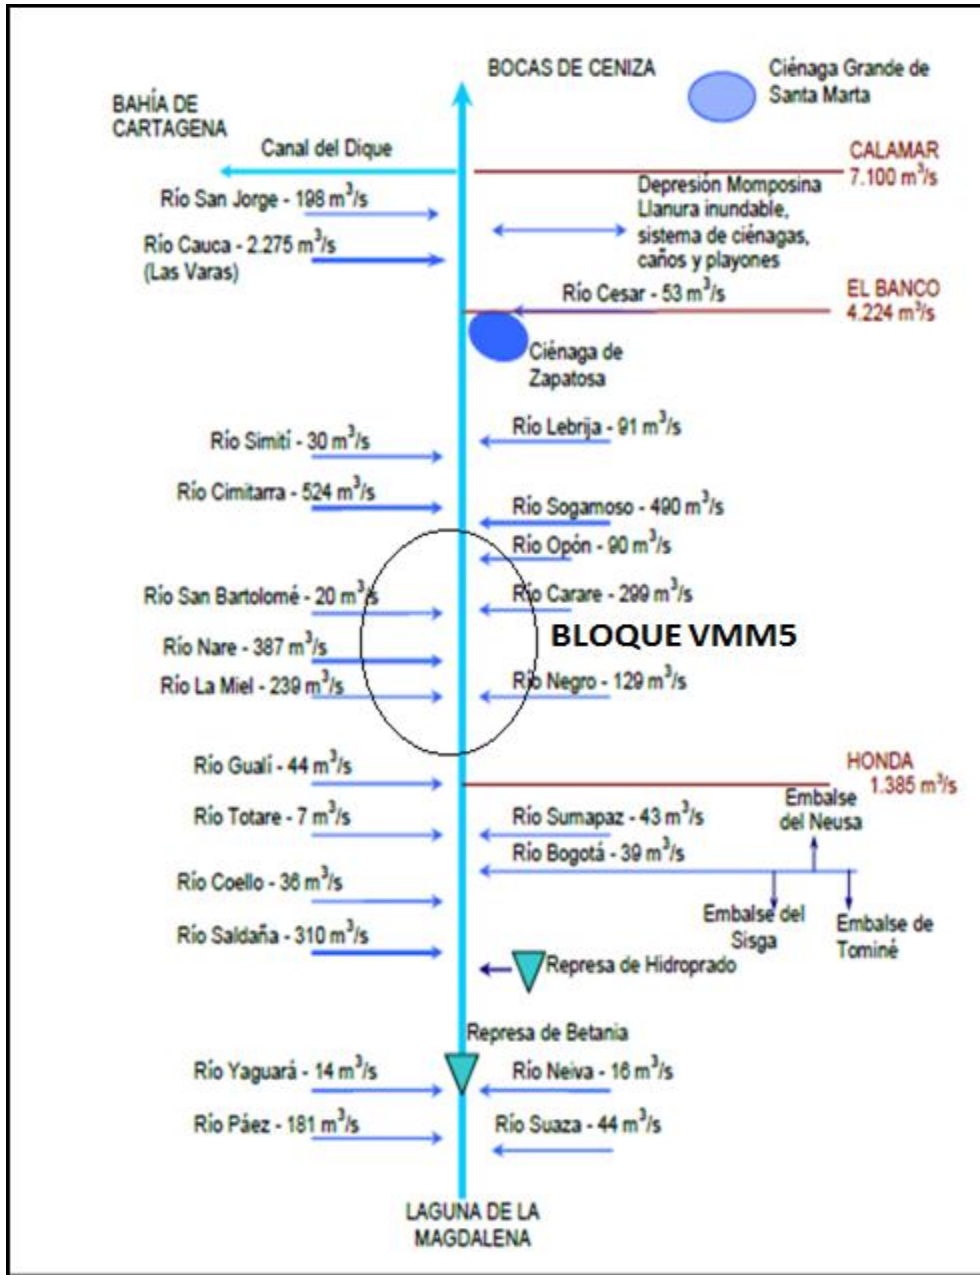 BOCAS DE CENIZA
Ciénaga Grande de
Santa Marta
BAHÍA DE
CARTAGENA
Canal del Dique
CALAMAR
7.100 m³/s
Río San Jorge - 198 m³/s
Depresión Momposina
Llanura inundable,
sistema de ciénagas,
caños y playones
Río Cauca - 2.275 m³/s
(Las Varas)
Río Cesar - 53 m³/s
EL BANCO
4.224 m³/s
Ciénaga de
Zapatosa
Río Simití - 30 m³/s
Río Lebrija - 91 m³/s
Río Cimitarra - 524 m³/s
Río Sogamoso - 490 m³/s
Río Opón - 90 m³/s
Río San Bartolomé - 20 m³/s
Río Carare - 299 m³/s
BLOQUE VMM5
Río Nare - 387 m³/s
Río La Miel - 239 m³/s
Río Negro - 129 m³/s
Río Gualí - 44 m³/s
HONDA
1.385 m³/s
Río Totare - 7 m³/s
Río Sumapaz - 43 m³/s
Embalse
del Neusa
Río Bogotá - 39 m³/s
Río Coello - 36 m³/s
Embalse del
Sisga
Embalse de
Tominé
Río Saldaña - 310 m³/s
Represa de Hidroprado
Represa de Betania
Río Yaguará - 14 m³/s
Río Neiva - 16 m³/s
Río Páez - 181 m³/s
Río Suaza - 44 m³/s
LAGUNA DE LA
MAGDALENA